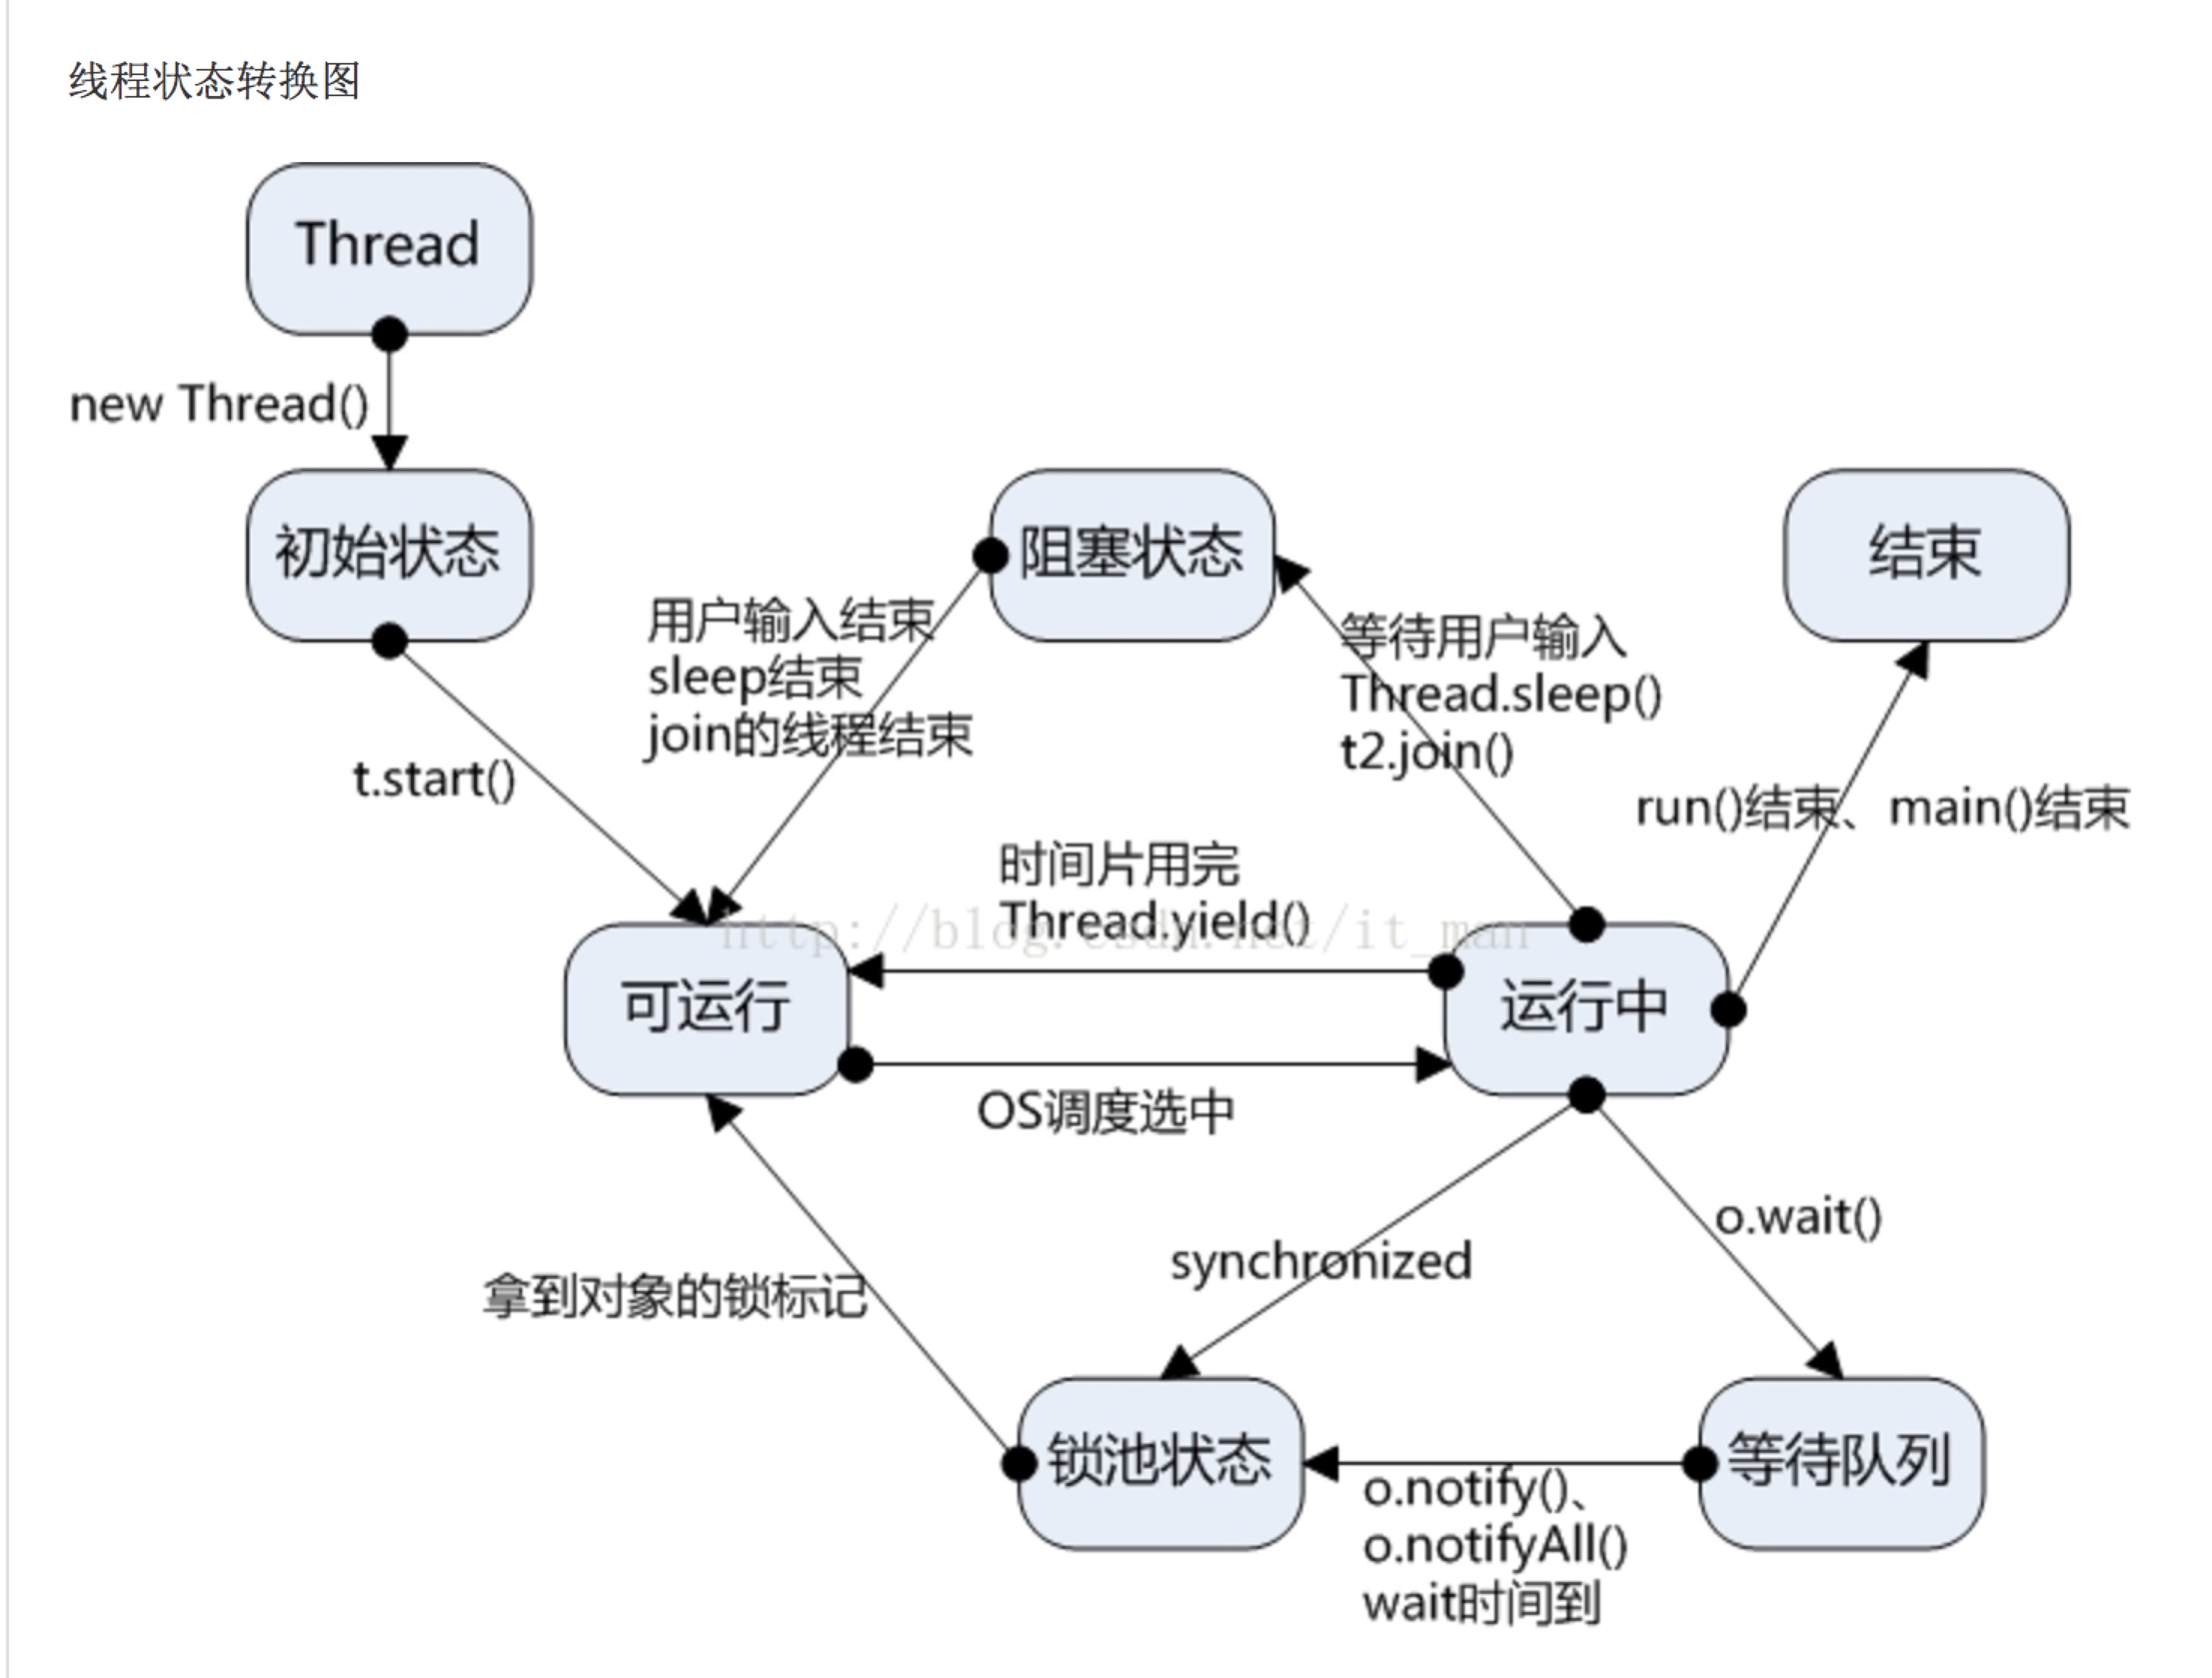 线程状态转换图
Thread
new Thread()
初始状态
阻塞状态
结束
用户输入结束
sleep结束
join的线程结束
等待用户输入
Thread.sleep()
t2.join()
t.start()
run()结束、main()结束
时间片用完
Thread.yield()
http://blog.csdn.net/it_man
可运行
运行中
OS调度选中
o.wait()
synchronized
拿到对象的锁标记
锁池状态
等待队列
o.notify()、
o.notifyAll()
wait时间到